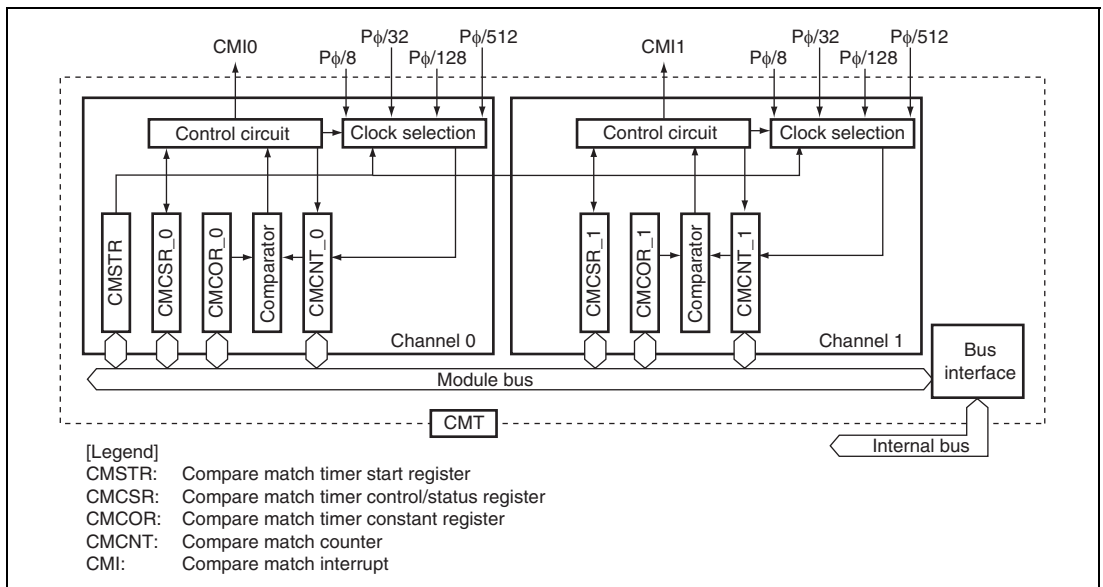 CMI0
Pφ/8
Pφ/32
Pφ/128
Pφ/512
CMI1
Pφ/8
Pφ/32
Pφ/128
Pφ/512
Control circuit
Clock selection
Control circuit
Clock selection
CMSTR
CMCSR_0
CMCOR_0
Comparator
CMCNT_0
CMCSR_1
CMCOR_1
Comparator
CMCNT_1
Channel 0
Channel 1
Bus
interface
Module bus
CMT
Internal bus
[Legend]
CMSTR: Compare match timer start register
CMCSR: Compare match timer control/status register
CMCOR: Compare match timer constant register
CMCNT: Compare match counter
CMI: Compare match interrupt